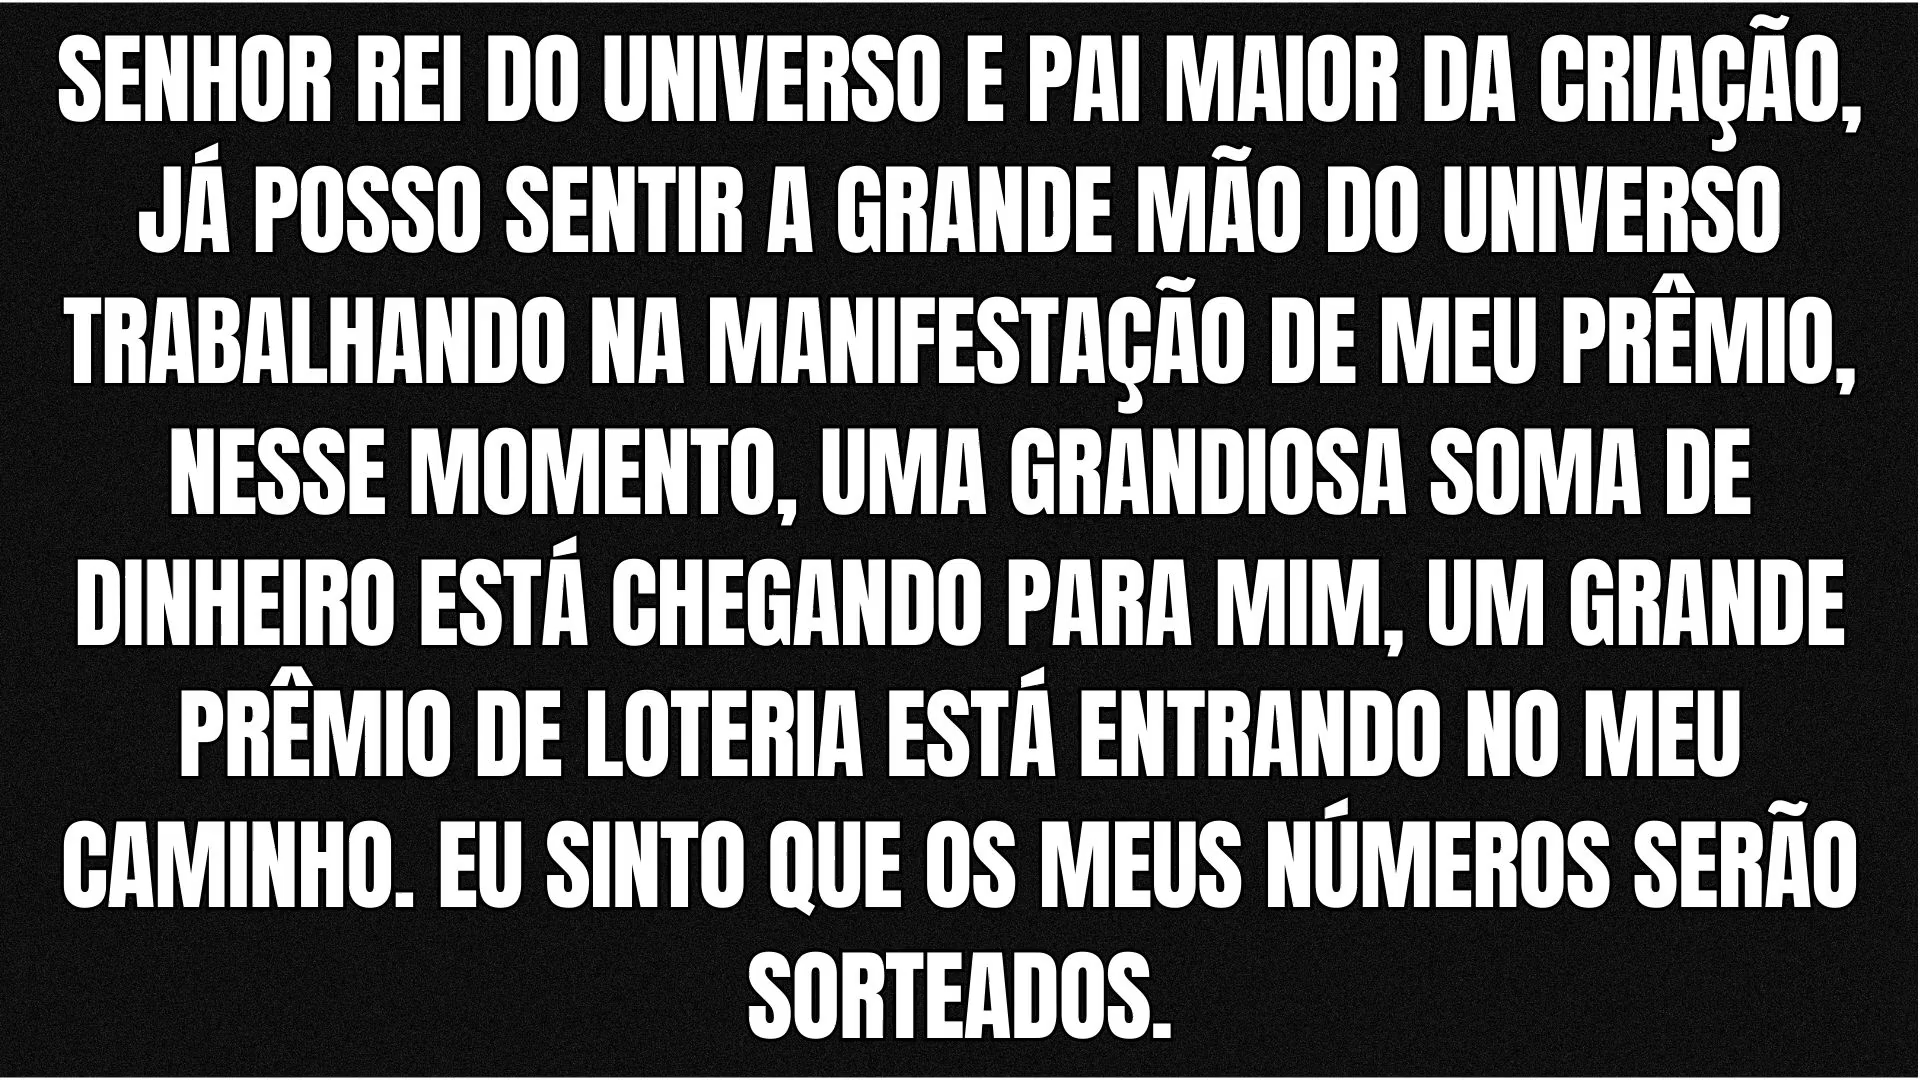 SENHOR REI DO UNIVERSO E PAI MAIOR DA CRIAÇÃO,
JÁ POSSO SENTIR A GRANDE MÃO DO UNIVERSO
TRABALHANDO NA MANIFESTAÇÃO DE MEU PRÊMIO,
NESSE MOMENTO, UMA GRANDIOSA SOMA DE
DINHEIRO ESTÁ CHEGANDO PARA MIM, UM GRANDE
PRÊMIO DE LOTERIA ESTÁ ENTRANDO NO MEU
CAMINHO. EU SINTO QUE OS MEUS NÚMEROS SERÃO
SORTEADOS.